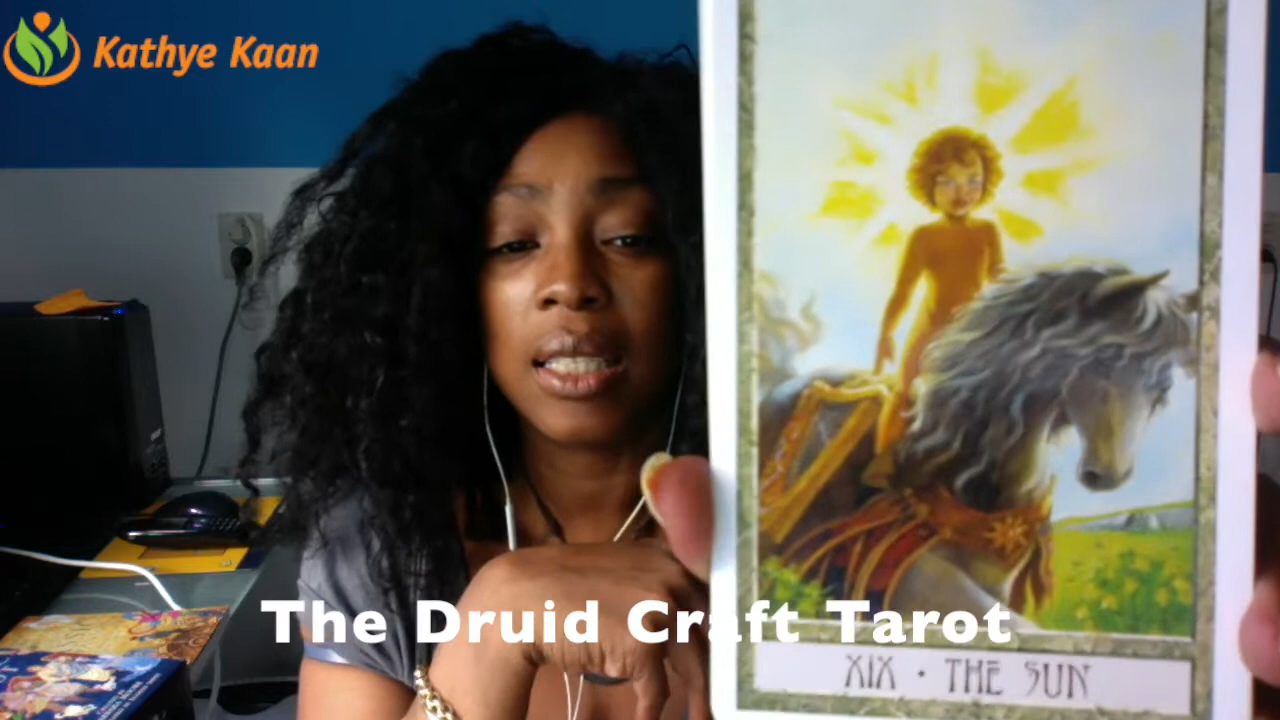 Kathye Kaan
The Druid Craft Tarot
XIX · THE SUN